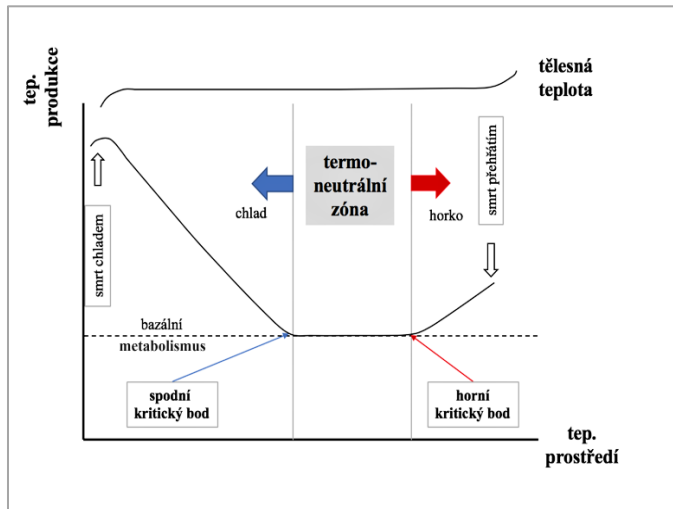 tep.
produkce
tělesná
teplota
termo-
neutrální
zóna
chlad
horko
smrt chladem
smrt přehřátím
bazální
metabolismus
spodní
kritický bod
horní
kritický bod
tep.
prostředí